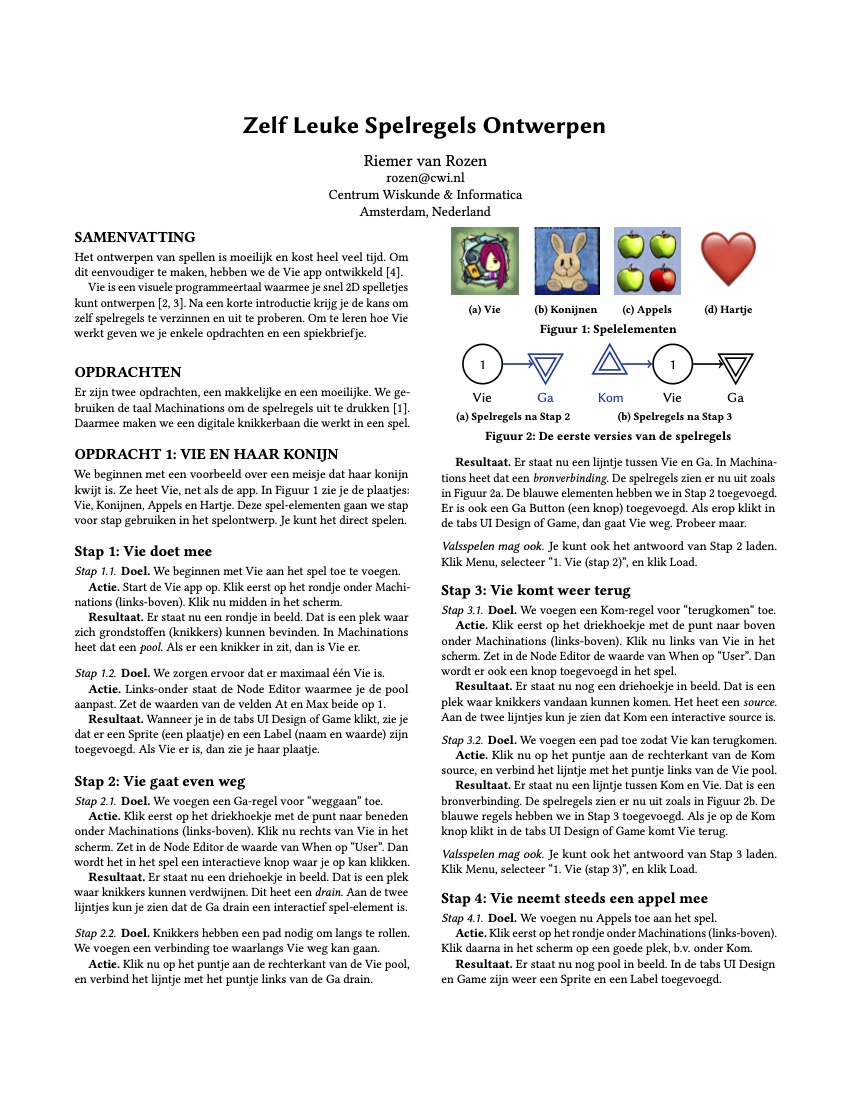 Zelf Leuke Spelregels Ontwerpen
Riemer van Rozen
rozen@cwi.nl
Centrum Wiskunde & Informatica
Amsterdam, Nederland
SAMENVATTING
Het ontwerpen van spellen is moeilijk en kost heel veel tijd. Om
dit eenvoudiger te maken, hebben we de Vie app ontwikkeld [4].
Vie is een visuele programmeertaal waarmee je snel 2D spelletjes
kunt ontwerpen [2, 3]. Na een korte introductie krijg je de kans om
zelf spelregels te verzinnen en uit te proberen. Om te leren hoe Vie
werkt geven we je enkele opdrachten en een spiekbriefje.
OPDRACHTEN
Er zijn twee opdrachten, een makkelijke en een moeilijke. We ge-
bruiken de taal Machinations om de spelregels uit te drukken [1].
Daarmee maken we een digitale knikkerbaan die werkt in een spel.
OPDRACHT 1: VIE EN HAAR KONIJN
We beginnen met een voorbeeld over een meisje dat haar konijn
kwijt is. Ze heet Vie, net als de app. In Figuur 1 zie je de plaatjes:
Vie, Konijnen, Appels en Hartje. Deze spel-elementen gaan we stap
voor stap gebruiken in het spelontwerp. Je kunt het direct spelen.
Stap 1: Vie doet mee
Stap 1.1. Doel. We beginnen met Vie aan het spel toe te voegen.
Actie. Start de Vie app op. Klik eerst op het rondje onder Machi-
nations (links-boven). Klik nu midden in het scherm.
Resultaat. Er staat nu een rondje in beeld. Dat is een plek waar
zich grondstoffen (knikkers) kunnen bevinden. In Machinations
heet dat een pool. Als er een knikker in zit, dan is Vie er.
Stap 1.2. Doel. We zorgen ervoor dat er maximaal één Vie is.
Actie. Links-onder staat de Node Editor waarmee je de pool
aanpast. Zet de waarden van de velden At en Max beide op 1.
Resultaat. Wanneer je in de tabs UI Design of Game klikt, zie je
dat er een Sprite (een plaatje) en een Label (naam en waarde) zijn
toegevoegd. Als Vie er is, dan zie je haar plaatje.
Stap 2: Vie gaat even weg
Stap 2.1. Doel. We voegen een Ga-regel voor “weggaan” toe.
Actie. Klik eerst op het driehoekje met de punt naar beneden
onder Machinations (links-boven). Klik nu rechts van Vie in het
scherm. Zet in de Node Editor de waarde van When op “User”. Dan
wordt het in het spel een interactieve knop waar je op kan klikken.
Resultaat. Er staat nu een driehoekje in beeld. Dat is een plek
waar knikkers kunnen verdwijnen. Dit heet een drain. Aan de twee
lijntjes kun je zien dat de Ga drain een interactief spel-element is.
Stap 2.2. Doel. Knikkers hebben een pad nodig om langs te rollen.
We voegen een verbinding toe waarlangs Vie weg kan gaan.
Actie. Klik nu op het puntje aan de rechterkant van de Vie pool,
en verbind het lijntje met het puntje links van de Ga drain.
(a) Vie (b) Konijnen (c) Appels (d) Hartje
Figuur 1: Spelelementen
1 1
Vie Ga Kom Vie Ga
(a) Spelregels na Stap 2 (b) Spelregels na Stap 3
Figuur 2: De eerste versies van de spelregels
Resultaat. Er staat nu een lijntje tussen Vie en Ga. In Machina-
tions heet dat een bronverbinding. De spelregels zien er nu uit zoals
in Figuur 2a. De blauwe elementen hebben we in Stap 2 toegevoegd.
Er is ook een Ga Button (een knop) toegevoegd. Als erop klikt in
de tabs UI Design of Game, dan gaat Vie weg. Probeer maar.
Valsspelen mag ook. Je kunt ook het antwoord van Stap 2 laden.
Klik Menu, selecteer “1. Vie (stap 2)”, en klik Load.
Stap 3: Vie komt weer terug
Stap 3.1. Doel. We voegen een Kom-regel voor “terugkomen” toe.
Actie. Klik eerst op het driehoekje met de punt naar boven
onder Machinations (links-boven). Klik nu links van Vie in het
scherm. Zet in de Node Editor de waarde van When op “User”. Dan
wordt er ook een knop toegevoegd in het spel.
Resultaat. Er staat nu nog een driehoekje in beeld. Dat is een
plek waar knikkers vandaan kunnen komen. Het heet een source.
Aan de twee lijntjes kun je zien dat Kom een interactive source is.
Stap 3.2. Doel. We voegen een pad toe zodat Vie kan terugkomen.
Actie. Klik nu op het puntje aan de rechterkant van de Kom
source, en verbind het lijntje met het puntje links van de Vie pool.
Resultaat. Er staat nu een lijntje tussen Kom en Vie. Dat is een
bronverbinding. De spelregels zien er nu uit zoals in Figuur 2b. De
blauwe regels hebben we in Stap 3 toegevoegd. Als je op de Kom
knop klikt in de tabs UI Design of Game komt Vie terug.
Valsspelen mag ook. Je kunt ook het antwoord van Stap 3 laden.
Klik Menu, selecteer “1. Vie (stap 3)”, en klik Load.
Stap 4: Vie neemt steeds een appel mee
Stap 4.1. Doel. We voegen nu Appels toe aan het spel.
Actie. Klik eerst op het rondje onder Machinations (links-boven).
Klik daarna in het scherm op een goede plek, b.v. onder Kom.
Resultaat. Er staat nu nog pool in beeld. In de tabs UI Design
en Game zijn weer een Sprite en een Label toegevoegd.